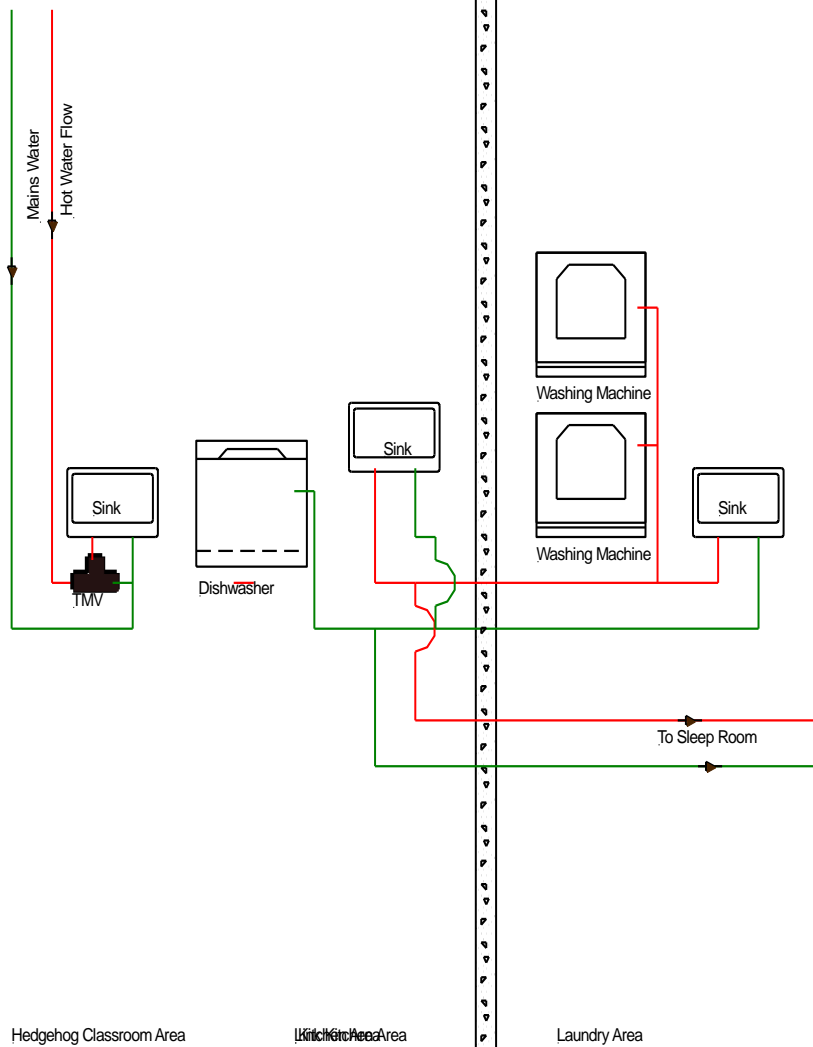 Mains Water
Hot Water Flow
Washing Machine
Sink
Sink
Sink
Washing Machine
Dishwasher
TMV
To Sleep Room
Hedgehog Classroom Area
Area
Laundry Area